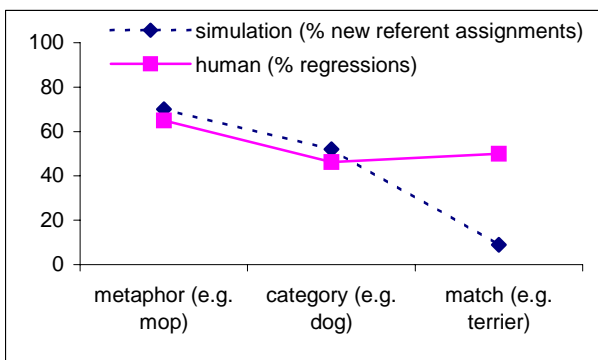 100
80
60
40
20
0
simulation (% new referent assignments)
human (% regressions)
metaphor (e.g.
mop)
category (e.g.
dog)
match (e.g.
terrier)